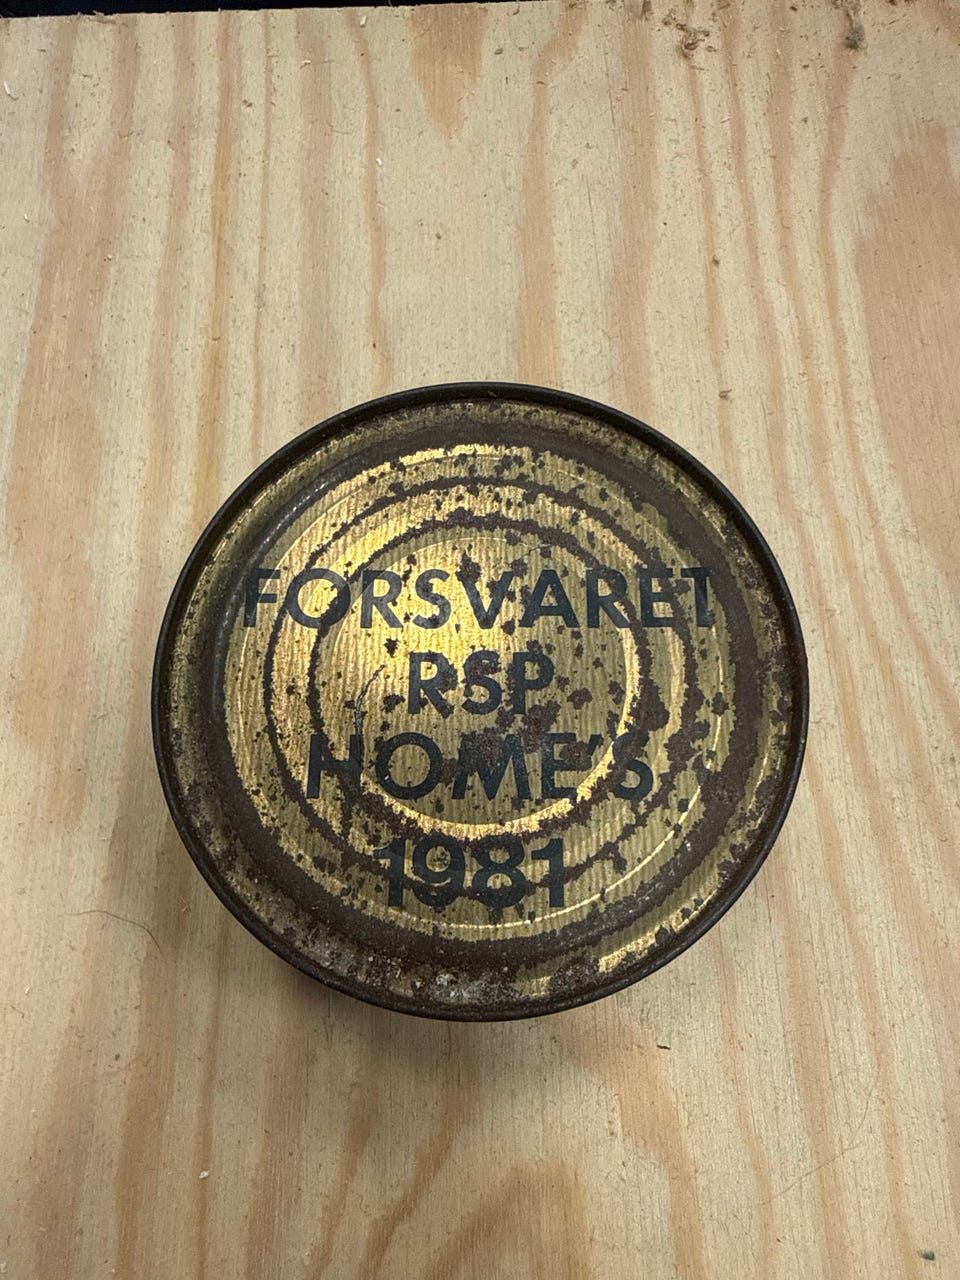 FORSVARET
RSP
HOME'S
1981